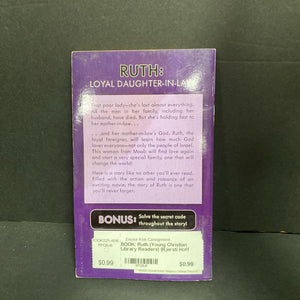 RUTH:
LOYAL DAUGHTER-IN-LAW
That poor lady—she's lost almost everything.
All the men in her family, including her
husband, have died. But she's holding fast to
her mother-in-law...
...and her mother-in-law's God. Ruth, the
loyal foreigner, will learn how much God
loves everyone—not only the people of Israel.
This woman from Moab will find love again
and start a very special family, one that will
change the world!
Here is a story like no other you've ever read.
Filled with the action and romance of an
exciting movie, the story of Ruth is one that
you'll never forget.
BONUS: Solve the secret code
throughout the story!
BOOK: Ruth (Young Christian
Library Readers) (Kjersti Hoff
$0.99
$0.99